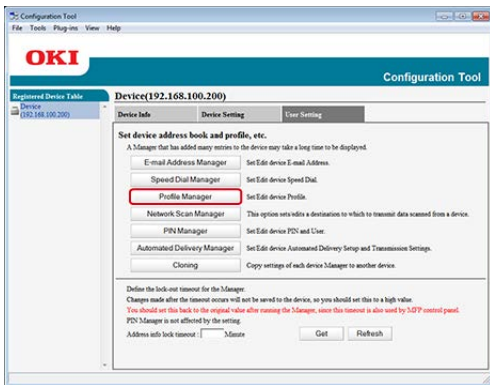 Configuration Tool
File Tools Plug-ins View Help
OKI
Configuration Tool
Registered Device Table
Device
(192.168.100.200)
Device(192.168.100.200)
Device Info Device Setting User Setting
Set device address book and profile, etc.
A Manager that has added many entries to the device may take a long time to be displayed.
E-mail Address Manager Set/Edit device E-mail Address.
Speed Dial Manager Set/Edit device Speed Dial.
Profile Manager Set/Edit device Profile.
Network Scan Manager This option sets/edits a destination to which to transmit data scanned from a device.
PIN Manager Set/Edit device PIN and User.
Automated Delivery Manager Set/Edit device Automated Delivery Setup and Transmission Settings.
Cloning Copy settings of each device Manager to another device.
Define the lock-out timeout for the Manager.
Changes made after the timeout occurs will not be saved to the device, so you should set this to a high value.
You should set this back to the original value after running the Manager, since this timeout is also used by MFP control panel.
PIN Manager is not affected by the setting.
Address info lock timeout : Minute Get Refresh